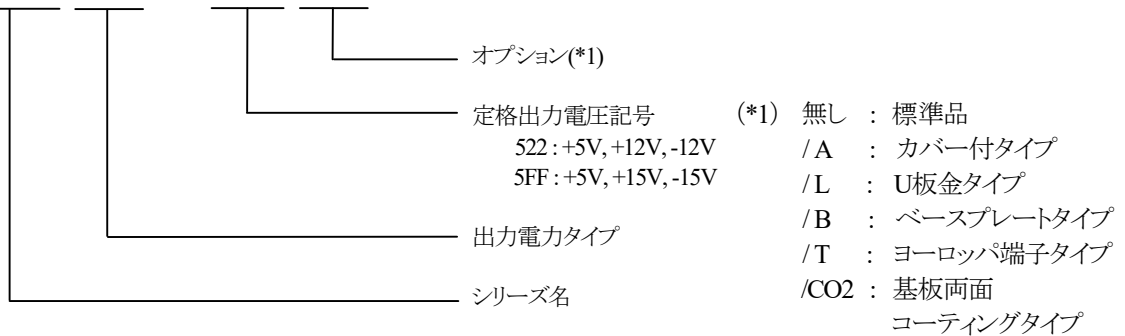 オプション(*1)
定格出力電圧記号
522 : +5V, +12V, -12V
5FF : +5V, +15V, -15V
出力電力タイプ
シリーズ名
(*1) 無し : 標準品
/A : カバー付タイプ
/L : U板金タイプ
/B : ベースプレートタイプ
/T : ヨーロッパ端子タイプ
/CO2 : 基板両面
コーティングタイプ